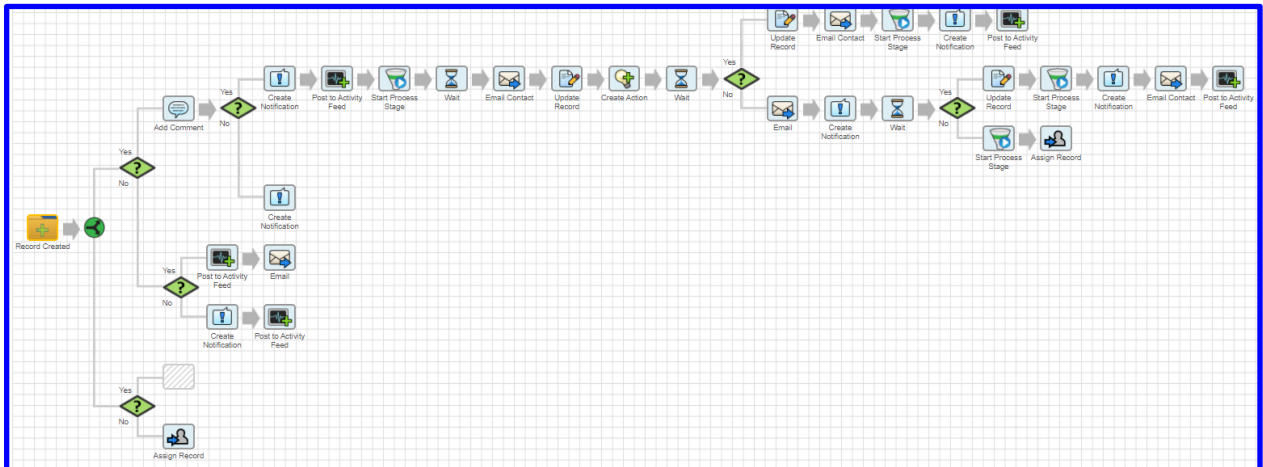 Update
Record
Email Contact
Start Process
Stage
Create
Notification
Post to Activity
Feed
Yes
?
No
Yes
?
No
Add Comment
Create
Notification
Post to Activity
Feed
Start Process
Stage
Wait
Email Contact
Update
Record
Create Action
Wait
Yes
?
No
Update
Record
Start Process
Stage
Create
Notification
Email Contact
Post to Activity
Feed
Email
Create
Notification
Wait
Start Process
Stage
Assign Record
Yes
?
No
Create
Notification
Record Created
Yes
?
No
Post to Activity
Feed
Email
Create
Notification
Post to Activity
Feed
Yes
?
No
Assign Record